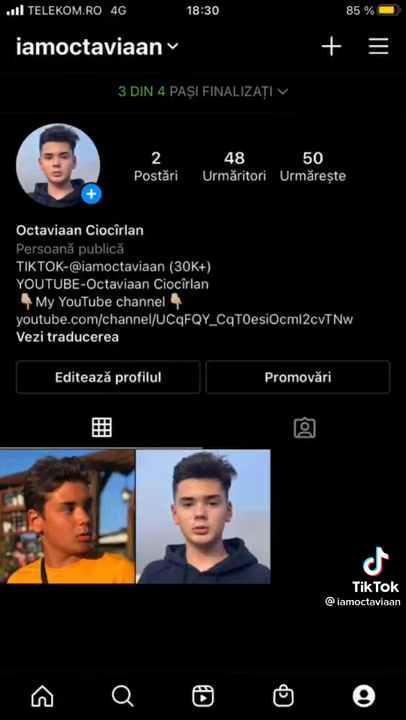 TELEKOM.RO 4G 18:30 85 %
iamoctaviaan
3 DIN 4 PAȘI FINALIZAȚI
2 48 50
Postări Urmăritori Urmărește
Octaviaan Ciocîrlan
Persoană publică
TIKTOK-@iamoctaviaan (30K+)
YOUTUBE-Octaviaan Ciocîrlan
👇🏼My YouTube channel👇🏼
youtube.com/channel/UCqFQY_CqT0esiOcmI2cvTNw
Vezi traducerea
Editează profilul Promovări
TikTok
@iamoctaviaan